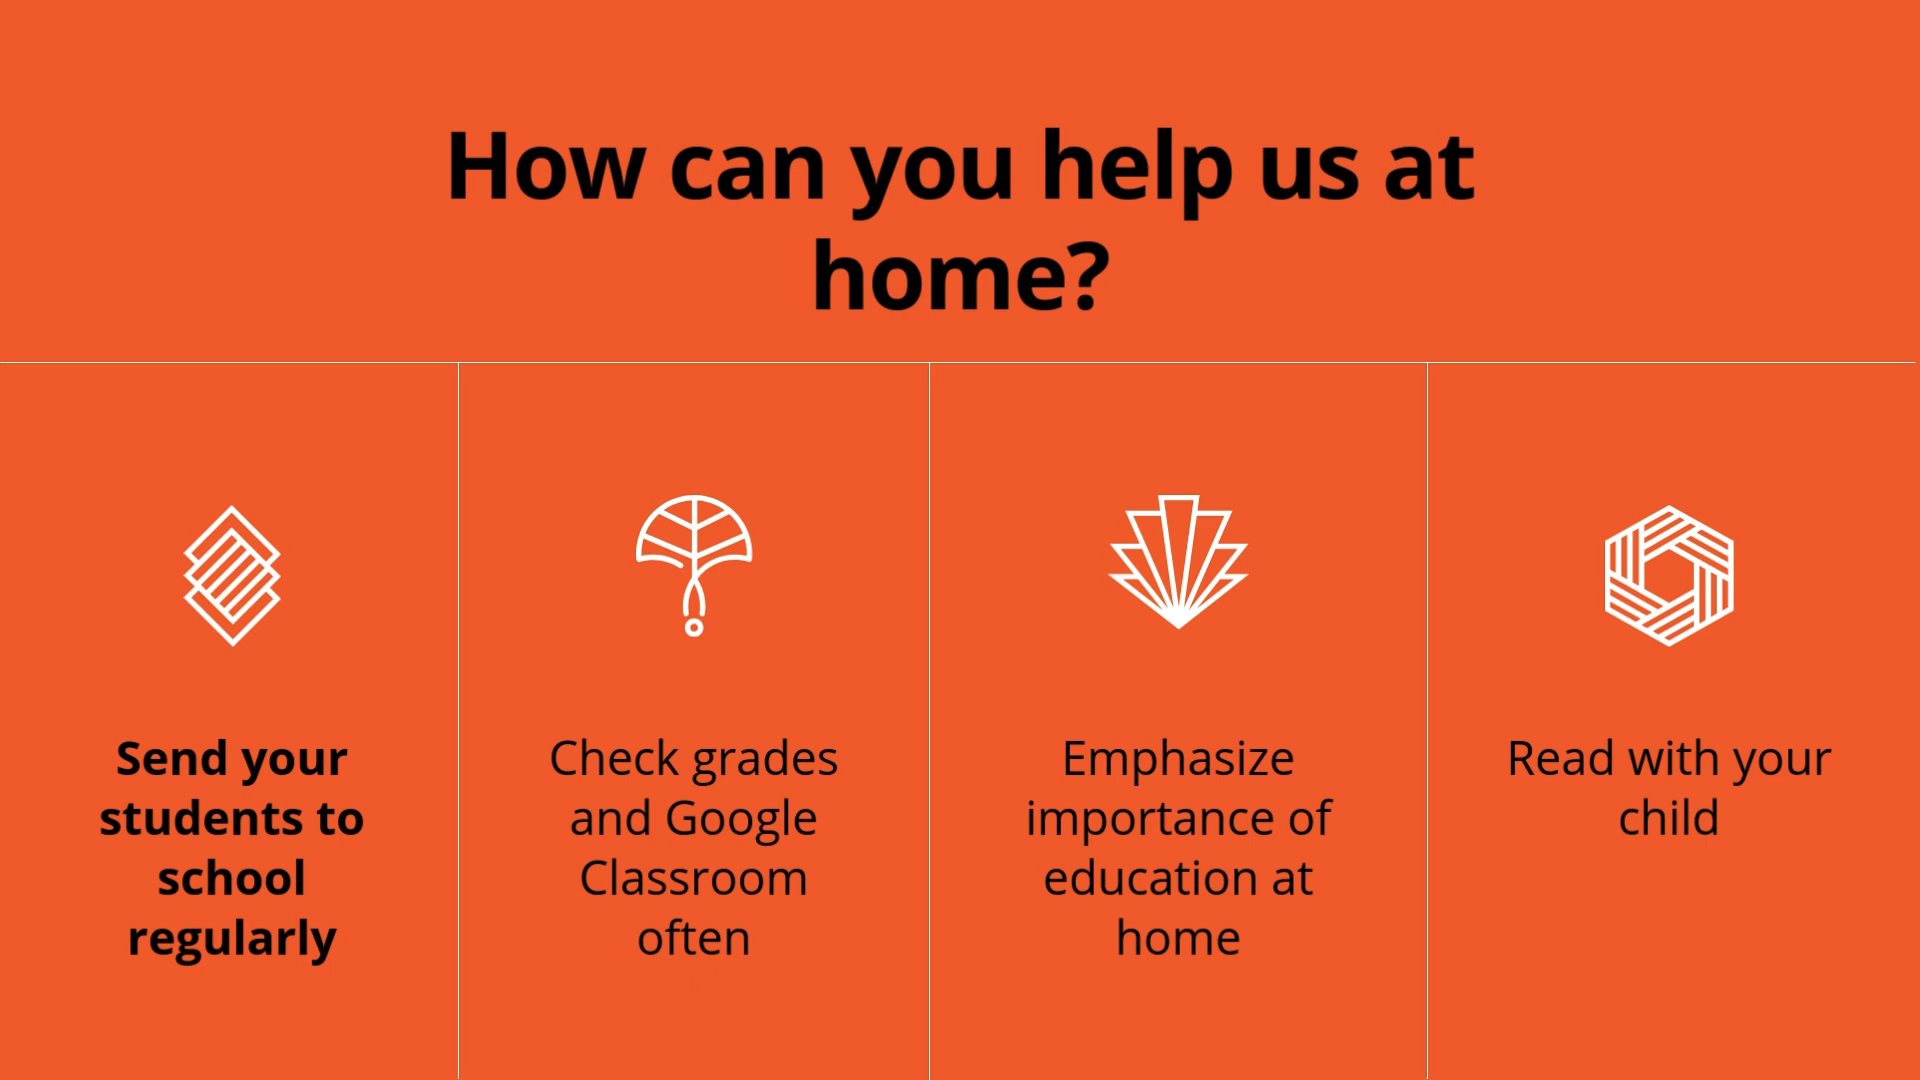 How can you help us at
home?
Send your
students to
school
regularly
Check grades
and Google
Classroom
often
Emphasize
importance of
education at
home
Read with your
child